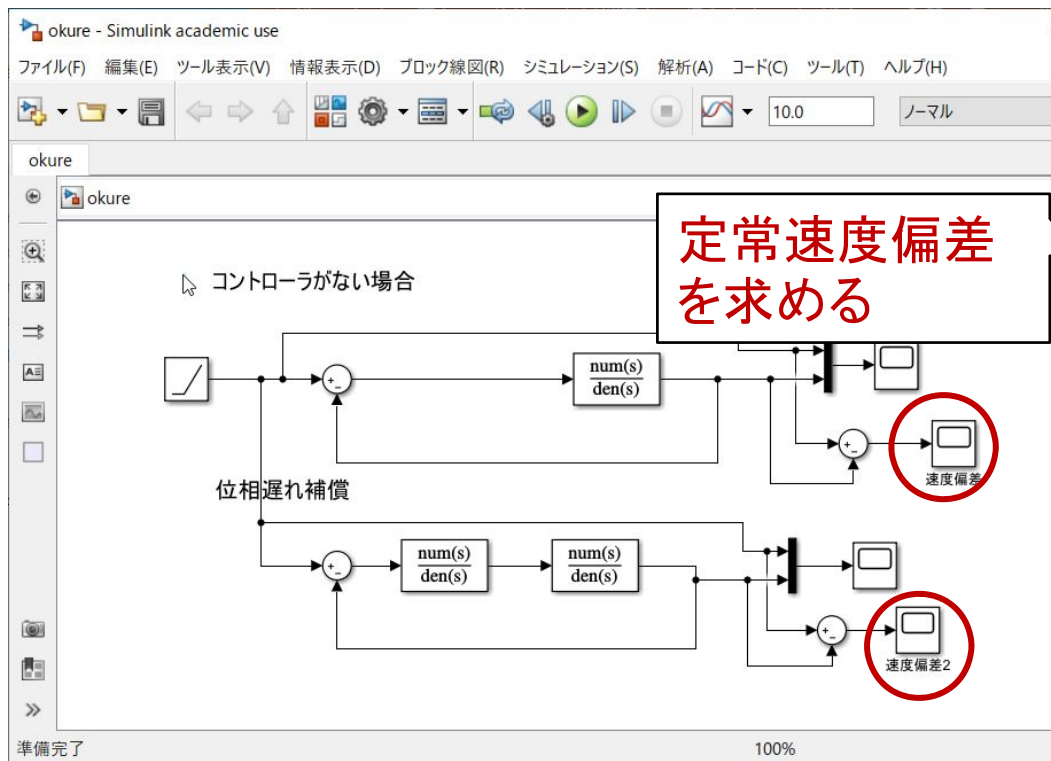 okure - Simulink academic use
ファイル(F) 編集(E) ツール表示(V) 情報表示(D) ブロック線図(R) シミュレーション(S) 解析(A) コード(C) ツール(T) ヘルプ(H)
10.0 ノーマル
okure
okure
定常速度偏差
を求める
コントローラがない場合
num(s)
den(s)
+
-
+
-
速度偏差
位相遅れ補償
num(s)
den(s)
num(s)
den(s)
+
-
+
-
速度偏差2
準備完了 100%